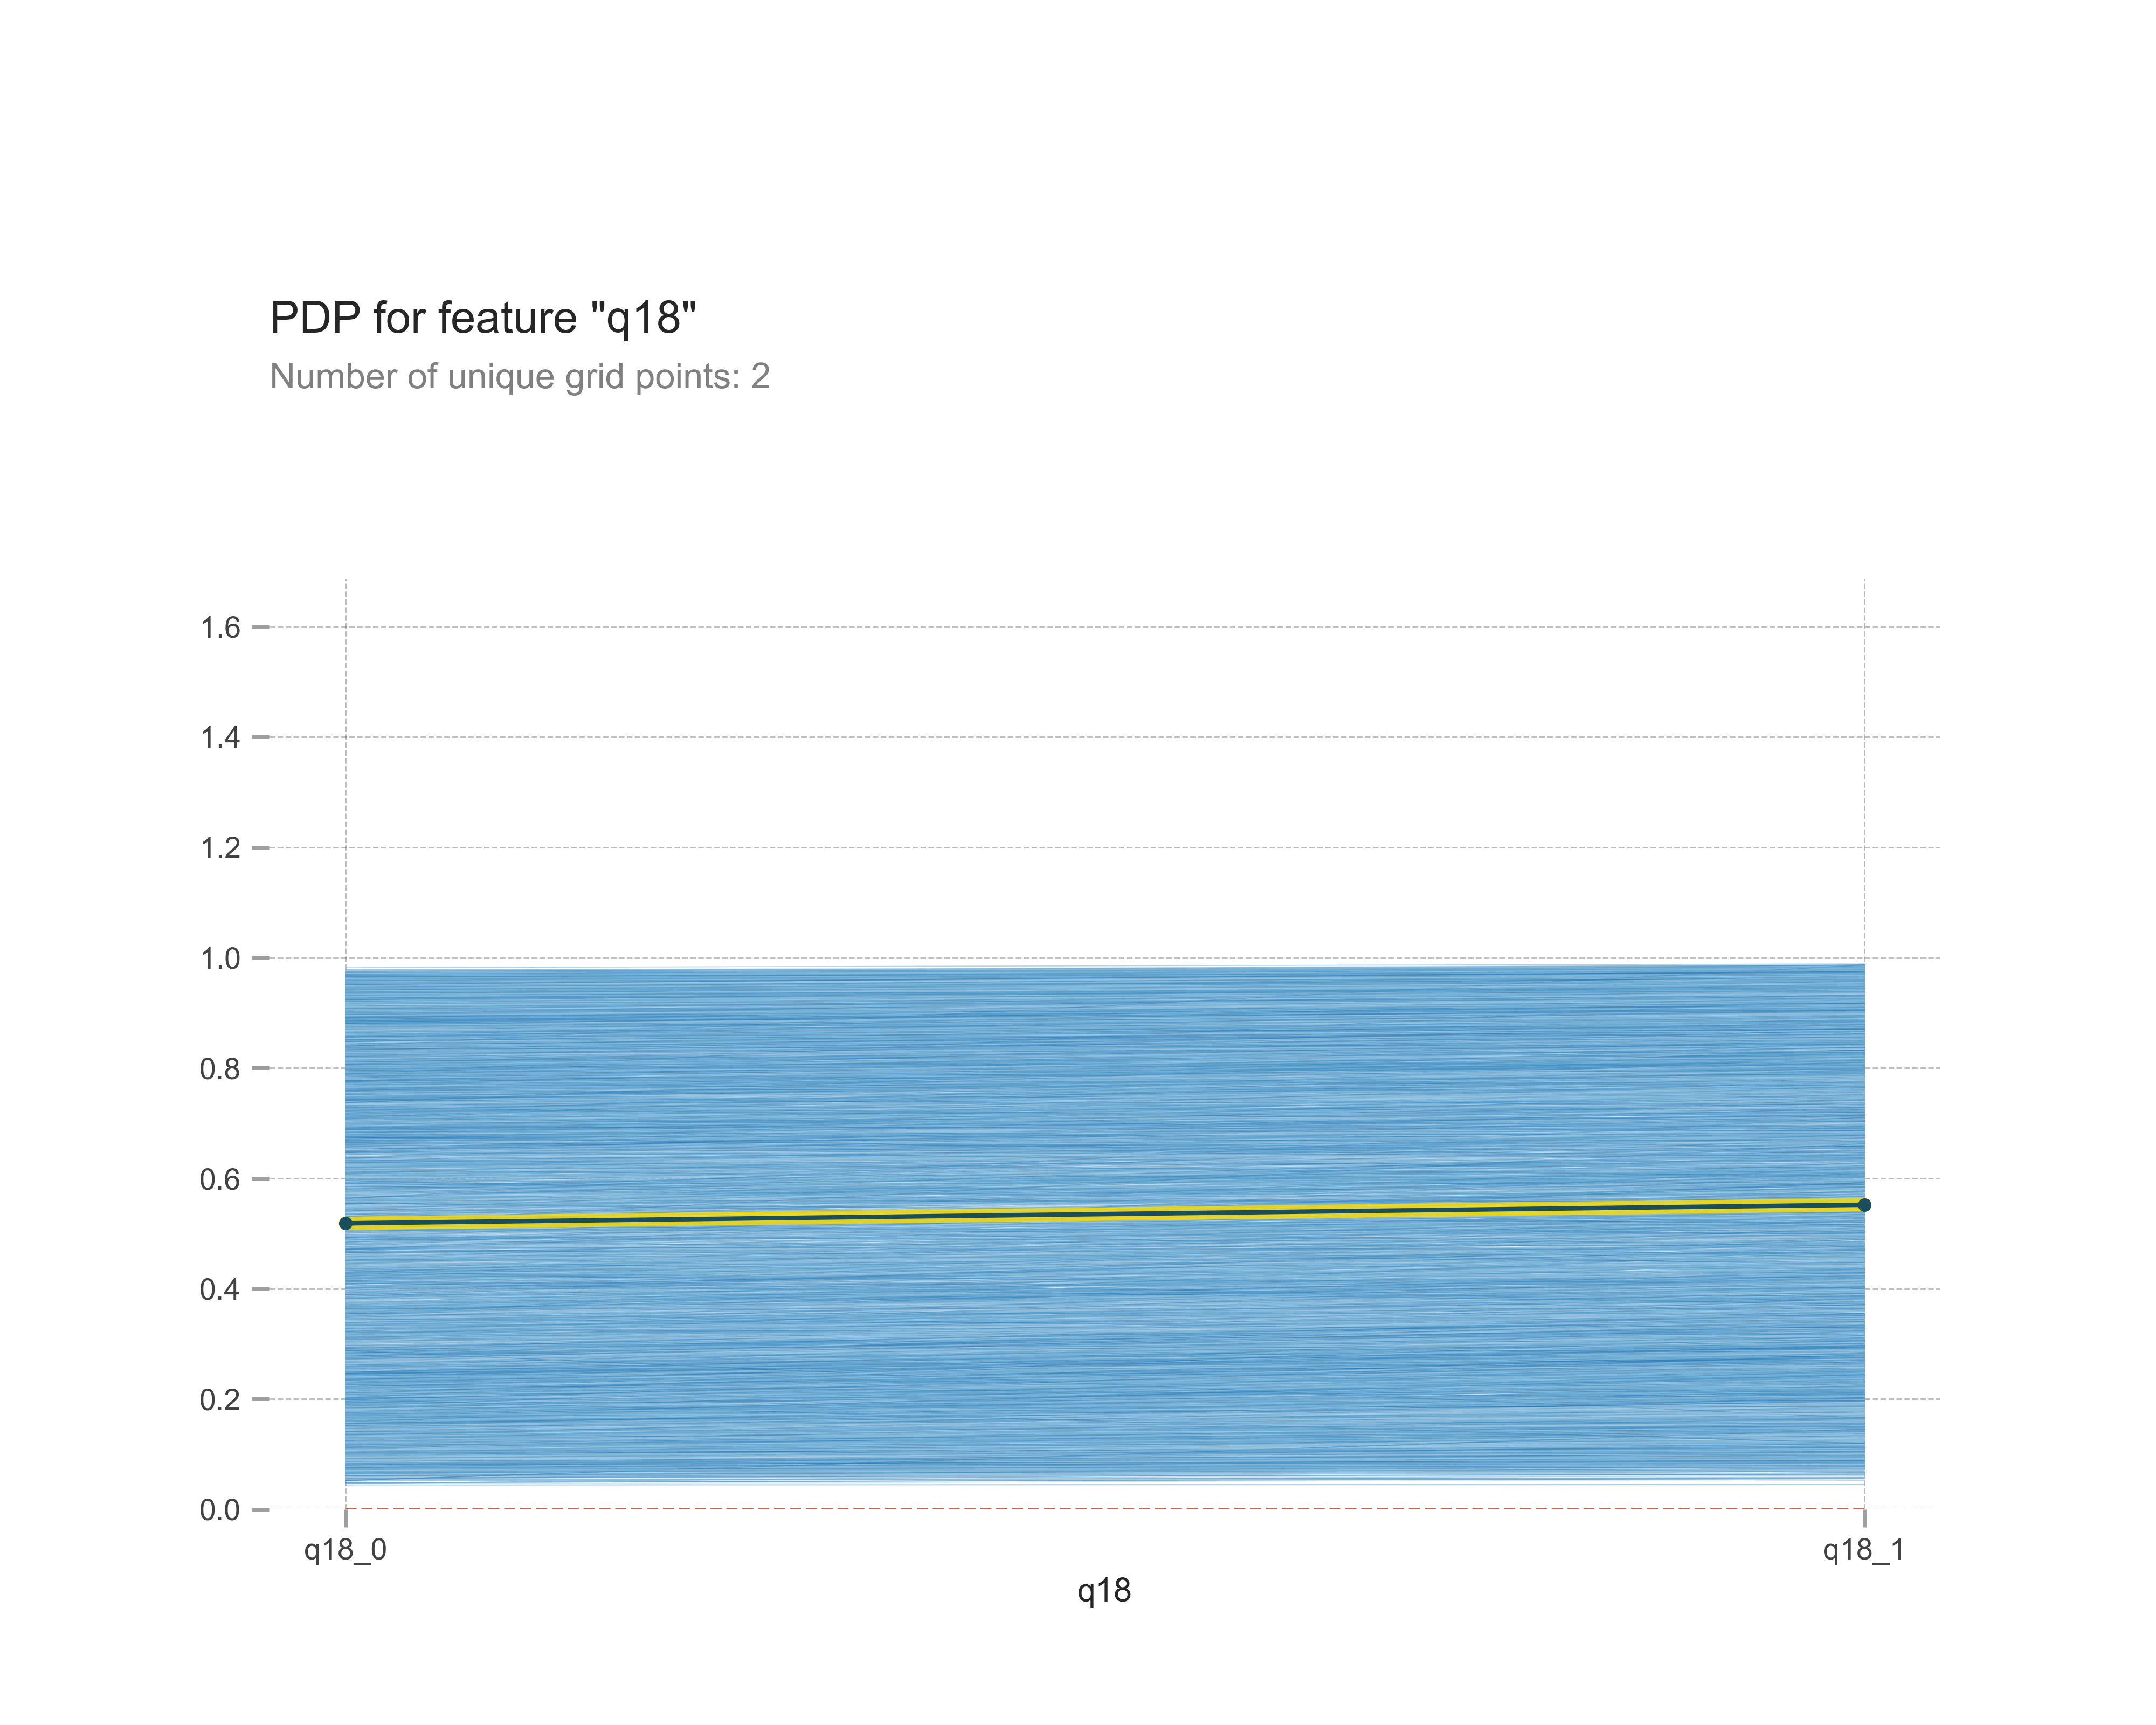 PDP for feature "q18"
Number of unique grid points: 2
1.6
1.4
1.2
1.0
0.8
0.6
0.4
0.2
0.0
q18_0 q18_1
q18